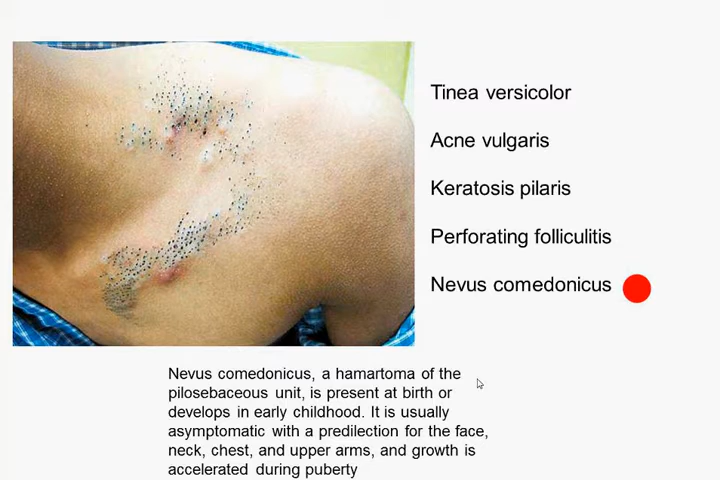 Tinea versicolor
Acne vulgaris
Keratosis pilaris
Perforating folliculitis
Nevus comedonicus
Nevus comedonicus, a hamartoma of the
pilosebaceous unit, is present at birth or
develops in early childhood. It is usually
asymptomatic with a predilection for the face,
neck, chest, and upper arms, and growth is
accelerated during puberty